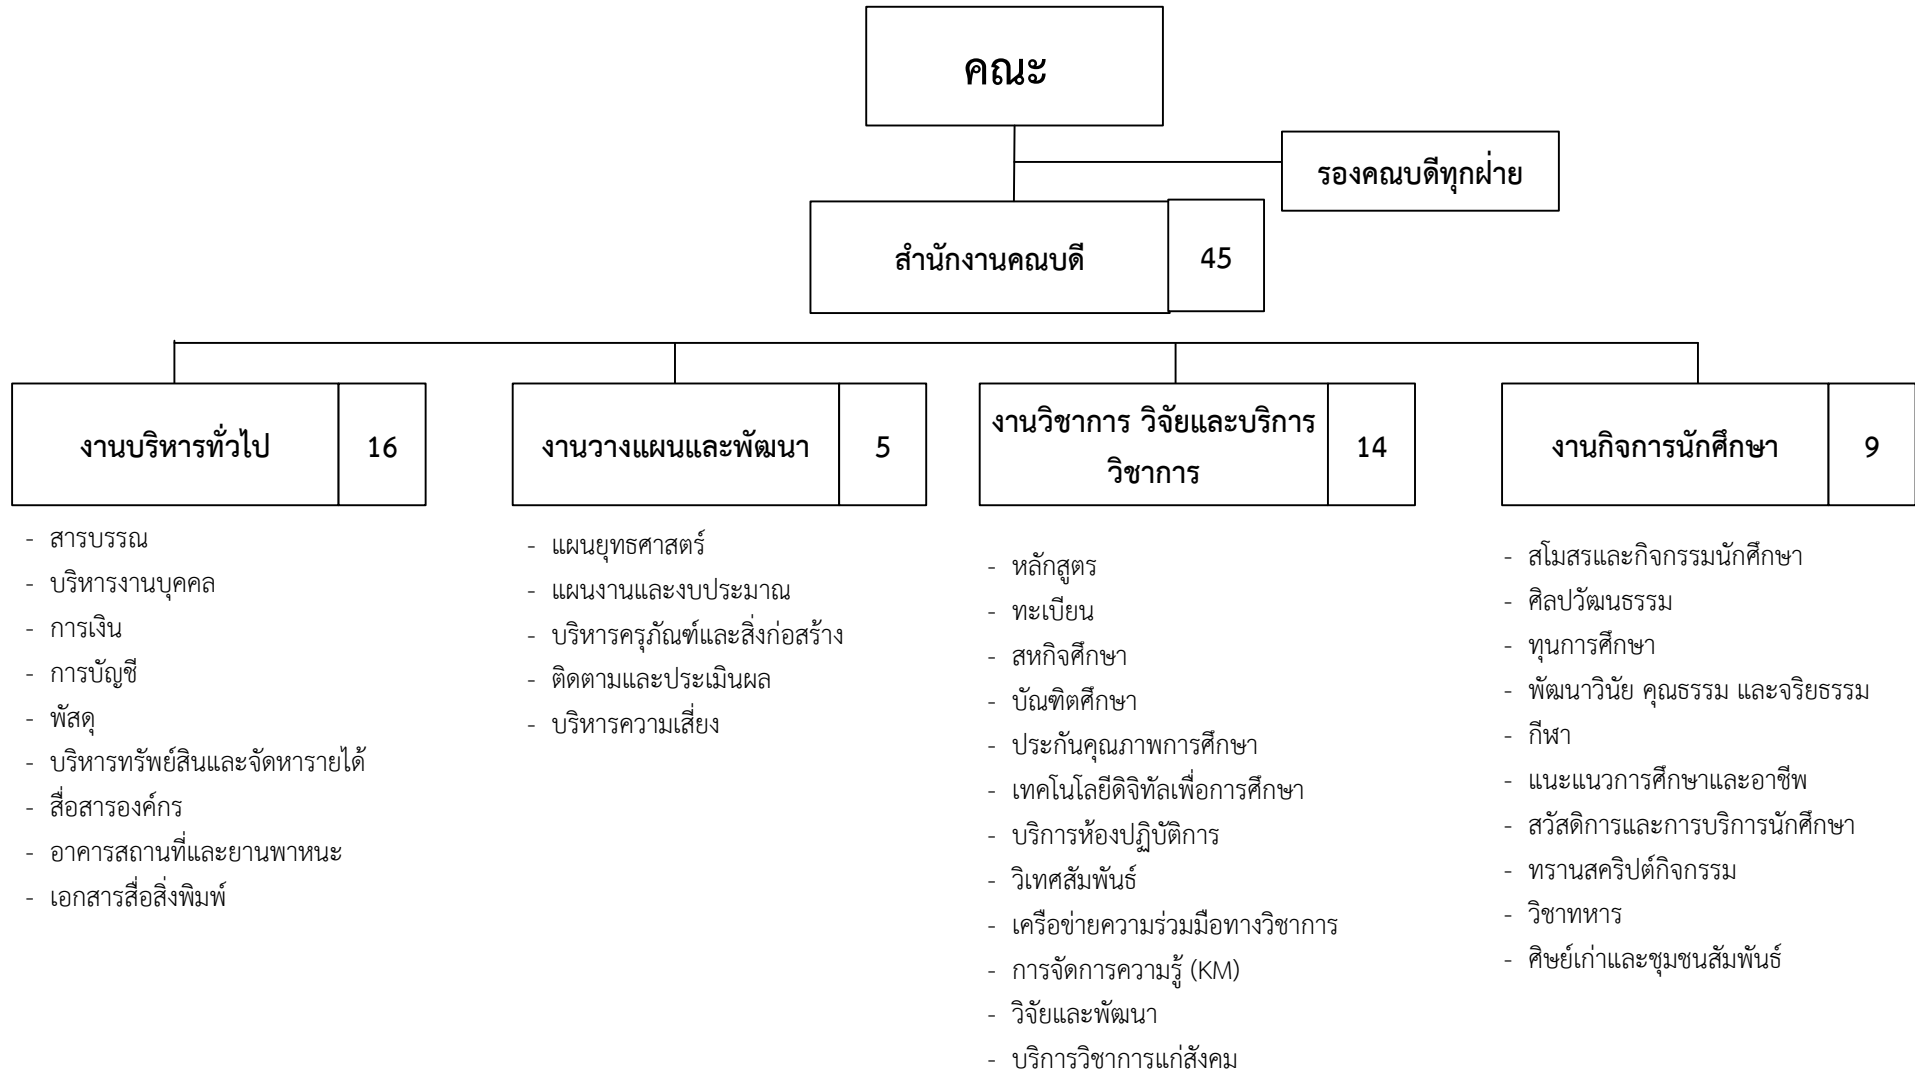 คณะ
รองคณบดีทุกฝ่าย
สำนักงานคณบดี 45
งานบริหารทั่วไป 16
- สารบรรณ
- บริหารงานบุคคล
- การเงิน
- การบัญชี
- พัสดุ
- บริหารทรัพย์สินและจัดหารายได้
- สื่อสารองค์กร
- อาคารสถานที่และยานพาหนะ
- เอกสารสื่อสิ่งพิมพ์
งานวางแผนและพัฒนา 5
- แผนยุทธศาสตร์
- แผนงานและงบประมาณ
- บริหารครุภัณฑ์และสิ่งก่อสร้าง
- ติดตามและประเมินผล
- บริหารความเสี่ยง
งานวิชาการ วิจัยและบริการ
วิชาการ
14
- หลักสูตร
- ทะเบียน
- สหกิจศึกษา
- บัณฑิตศึกษา
- ประกันคุณภาพการศึกษา
- เทคโนโลยีดิจิทัลเพื่อการศึกษา
- บริการห้องปฏิบัติการ
- วิเทศสัมพันธ์
- เครือข่ายความร่วมมือทางวิชาการ
- การจัดการความรู้ (KM)
- วิจัยและพัฒนา
- บริการวิชาการแก่สังคม
งานกิจการนักศึกษา 9
- สโมสรและกิจกรรมนักศึกษา
- ศิลปวัฒนธรรม
- ทุนการศึกษา
- พัฒนาวินัย คุณธรรม และจริยธรรม
- กีฬา
- แนะแนวการศึกษาและอาชีพ
- สวัสดิการและการบริการนักศึกษา
- ทรานสคริปต์กิจกรรม
- วิชาทหาร
- ศิษย์เก่าและชุมชนสัมพันธ์